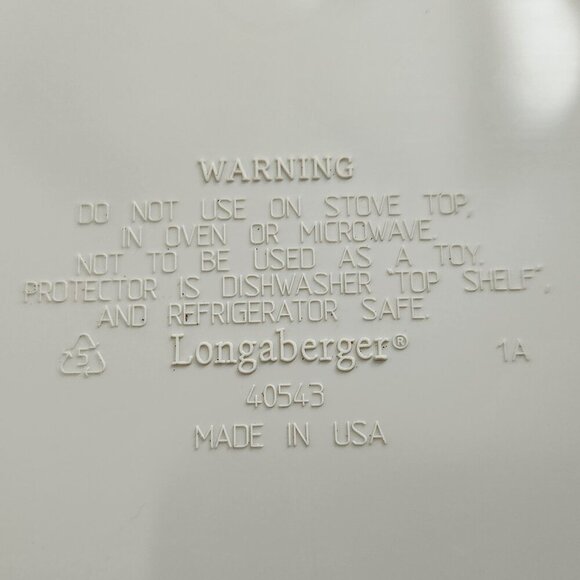 WARNING
DO NOT USE ON STOVE TOP,
IN OVEN OR MICROWAVE.
NOT TO BE USED AS A TOY.
PROTECTOR IS DISHWASHER "TOP SHELF",
AND REFRIGERATOR SAFE.
5 Longaberger® 1A
40543
MADE IN USA